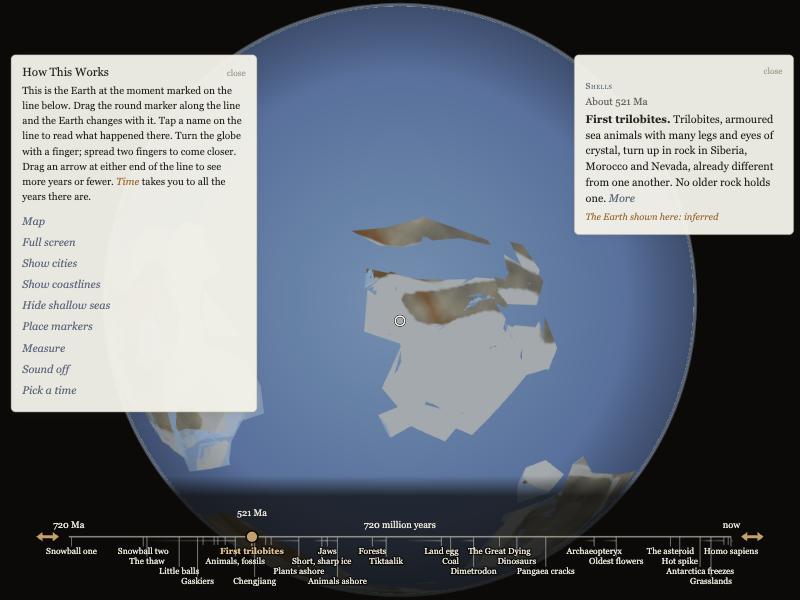 How This Works
close
This is the Earth at the moment marked on the
line below. Drag the round marker along the line
and the Earth changes with it. Tap a name on the
line to read what happened there. Turn the globe
with a finger; spread two fingers to come closer.
Drag an arrow at either end of the line to see
more years or fewer. Time takes you to all the
years there are.
Map
Full screen
Show cities
Show coastlines
Hide shallow seas
Place markers
Measure
Sound off
Pick a time
close
Shells
About 521 Ma
First trilobites. Trilobites, armoured
sea animals with many legs and eyes of
crystal, turn up in rock in Siberia,
Morocco and Nevada, already different
from one another. No older rock holds
one. More
The Earth shown here: inferred
521 Ma
720 Ma
720 million years
now
Snowball one
Snowball two
First trilobites
Jaws
Forests
Land egg
The Great Dying
Archaeopteryx
The asteroid
Homo sapiens
The thaw
Animals, fossils
Short, sharp ice
Tiktaalik
Coal
Dinosaurs
Oldest flowers
Hot spike
Little balls
Plants ashore
Dimetrodon
Pangaea cracks
Antarctica freezes
Gaskiers
Chengjiang
Animals ashore
Grasslands